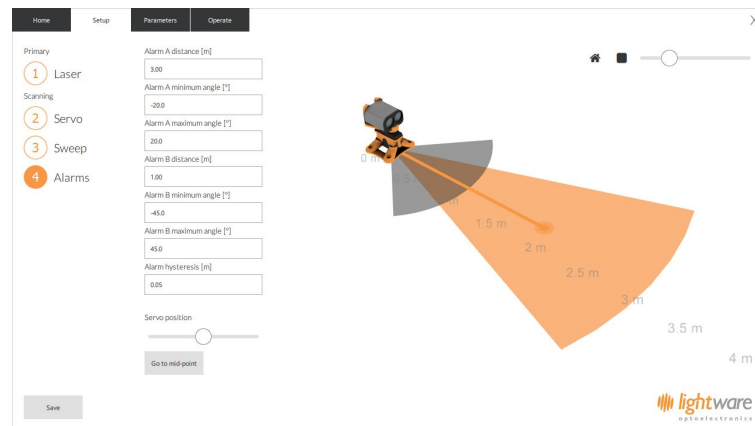 Home Setup Parameters Operate X
Primary
1 Laser
Scanning
2 Servo
3 Sweep
4 Alarms
Save
Alarm A distance [m]
3.00
Alarm A minimum angle [°]
-20.0
Alarm A maximum angle [°]
20.0
Alarm B distance [m]
1.00
Alarm B minimum angle [°]
-45.0
Alarm B maximum angle [°]
45.0
Alarm hysteresis [m]
0.05
Servo position
Go to mid-point
0 m
0.5
m
1.5 m
2 m
2.5 m
3 m
3.5 m
4 m
lightware
optoelectronics